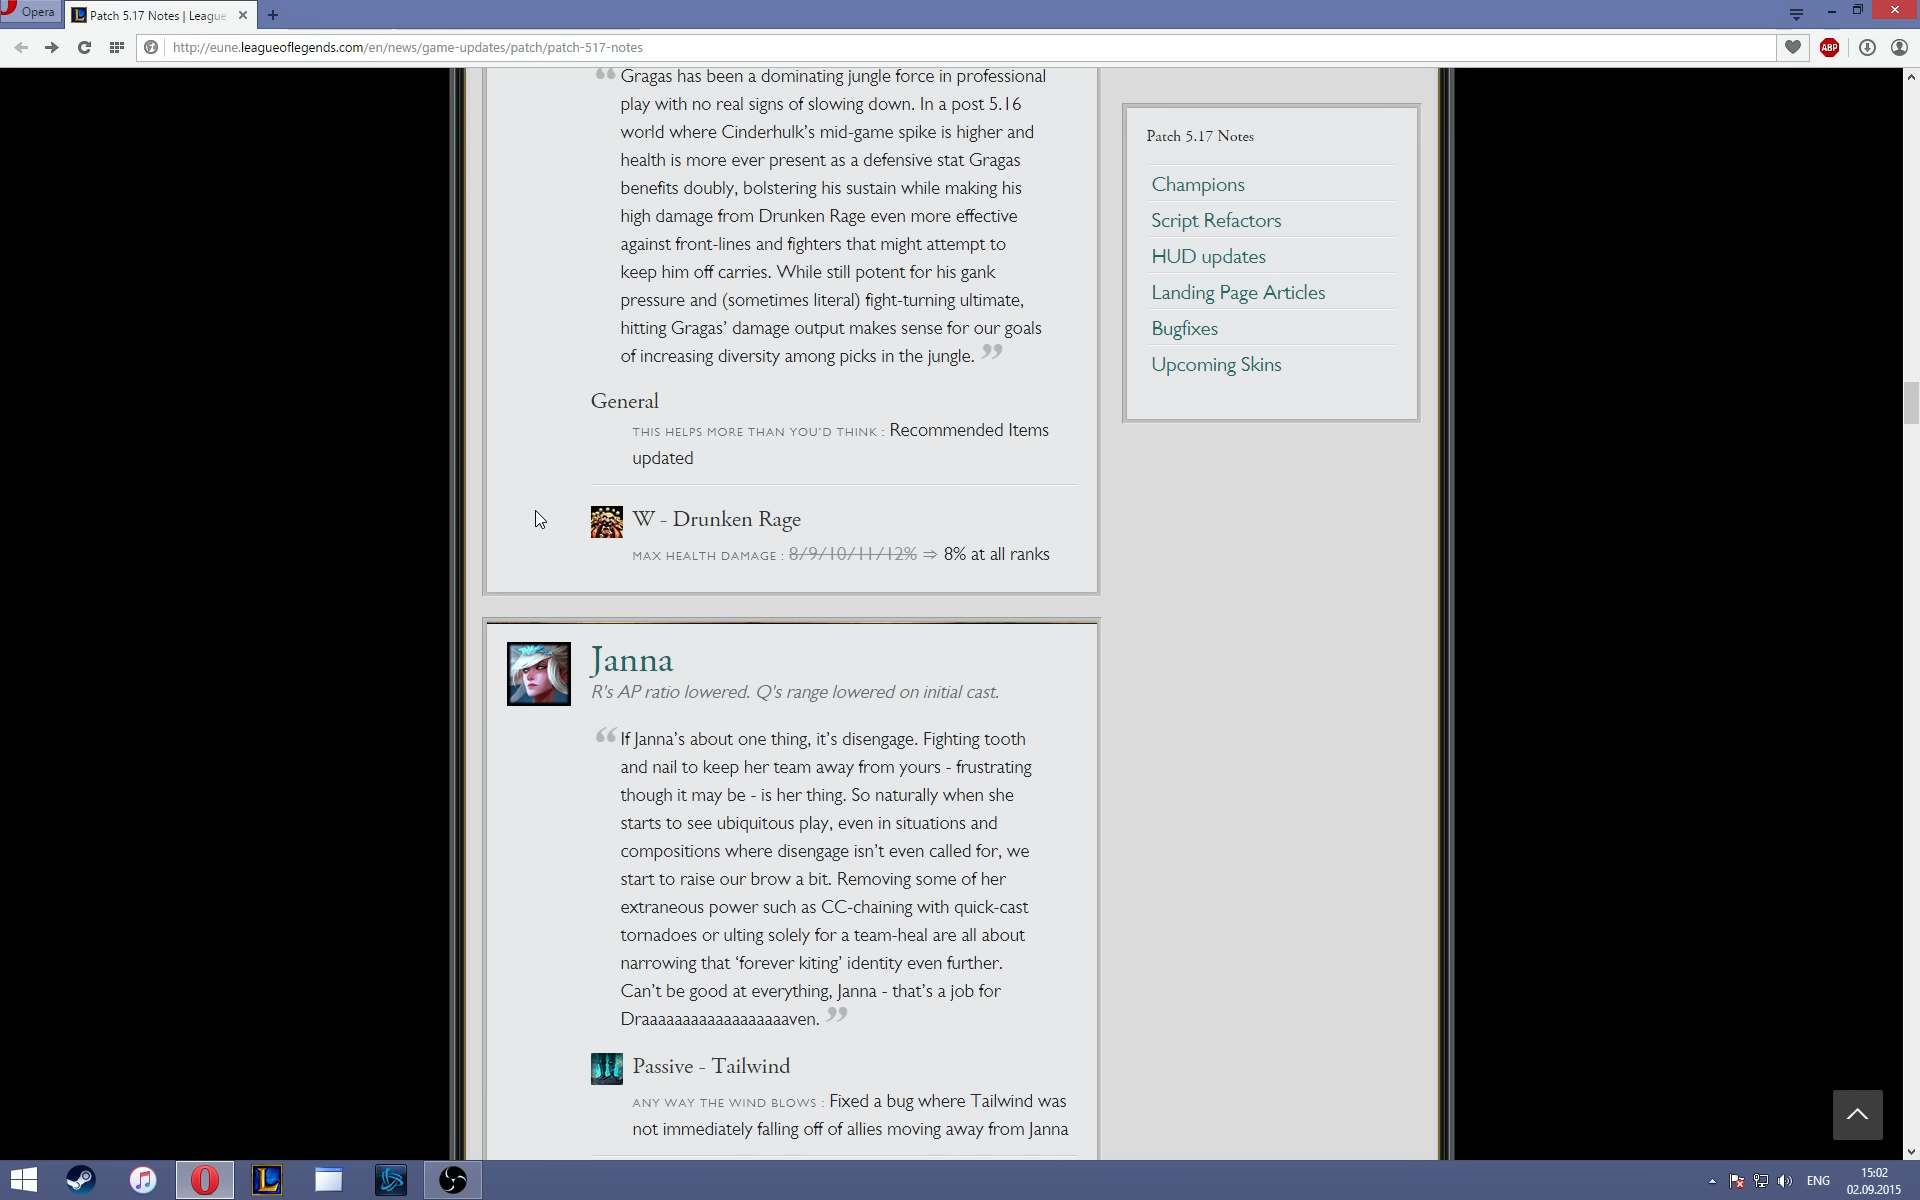 Opera
Patch 5.17 Notes | League
http://eune.leagueoflegends.com/en/news/game-updates/patch/patch-517-notes
ABP
“ Gragas has been a dominating jungle force in professional
play with no real signs of slowing down. In a post 5.16
world where Cinderhulk’s mid-game spike is higher and
health is more ever present as a defensive stat Gragas
benefits doubly, bolstering his sustain while making his
high damage from Drunken Rage even more effective
against front-lines and fighters that might attempt to
keep him off carries. While still potent for his gank
pressure and (sometimes literal) fight-turning ultimate,
hitting Gragas’ damage output makes sense for our goals
of increasing diversity among picks in the jungle. ”
General
THIS HELPS MORE THAN YOU'D THINK : Recommended Items
updated
W - Drunken Rage
MAX HEALTH DAMAGE : 8/9/10/11/12% ⇒ 8% at all ranks
Janna
R's AP ratio lowered. Q's range lowered on initial cast.
“ If Janna’s about one thing, it’s disengage. Fighting tooth
and nail to keep her team away from yours - frustrating
though it may be - is her thing. So naturally when she
starts to see ubiquitous play, even in situations and
compositions where disengage isn’t even called for, we
start to raise our brow a bit. Removing some of her
extraneous power such as CC-chaining with quick-cast
tornadoes or ulting solely for a team-heal are all about
narrowing that ‘forever kiting’ identity even further.
Can’t be good at everything, Janna - that’s a job for
Draaaaaaaaaaaaaaaaaaven. ”
Passive - Tailwind
ANY WAY THE WIND BLOWS : Fixed a bug where Tailwind was
not immediately falling off of allies moving away from Janna
Patch 5.17 Notes
Champions
Script Refactors
HUD updates
Landing Page Articles
Bugfixes
Upcoming Skins
ENG
15:02
02.09.2015